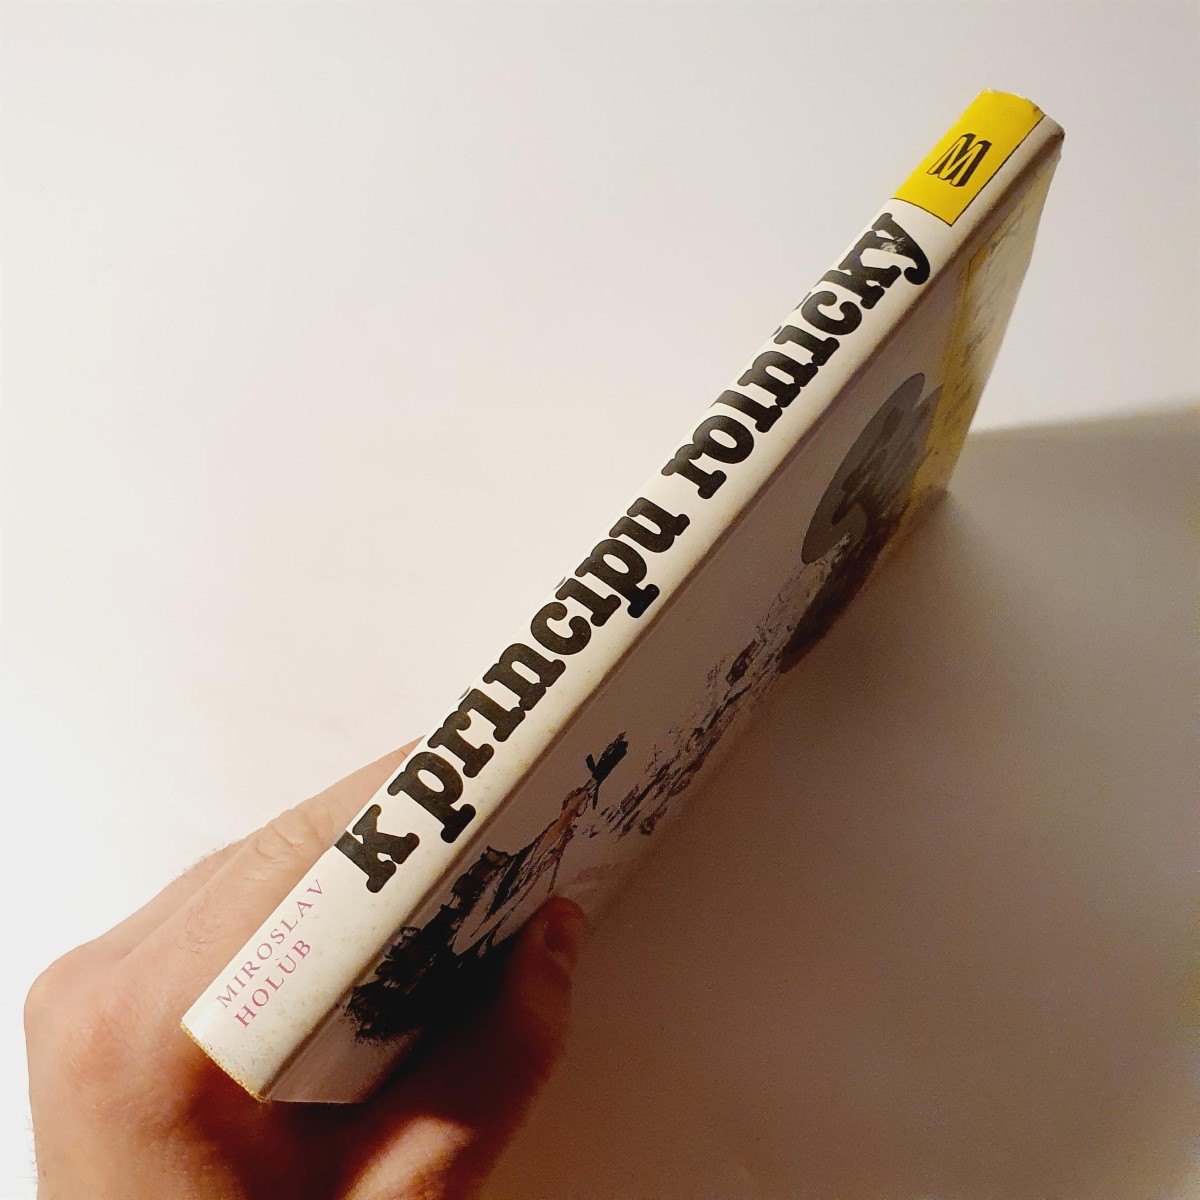 MIROSLAV
HOLUB
k principu rolničky
M